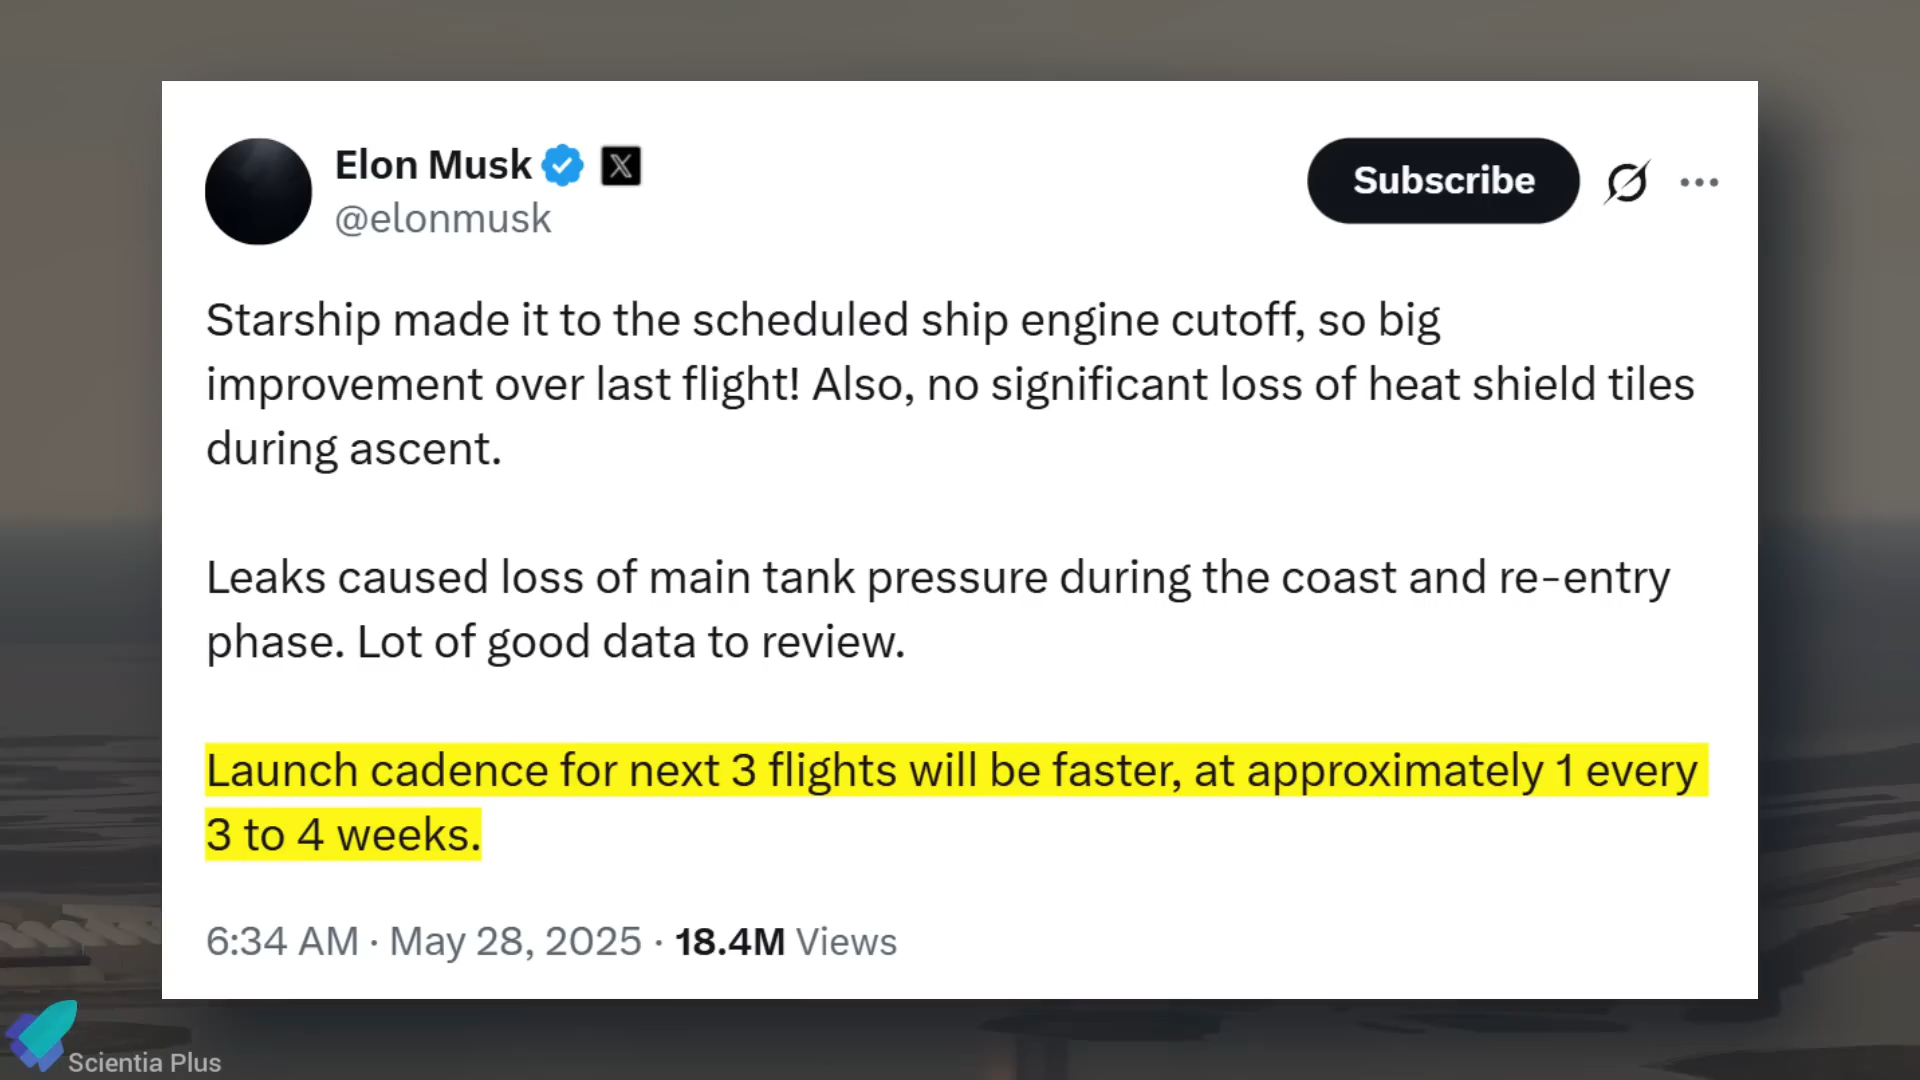 Elon Musk
Subscribe
@elonmusk
Starship made it to the scheduled ship engine cutoff, so big
improvement over last flight! Also, no significant loss of heat shield tiles
during ascent.
Leaks caused loss of main tank pressure during the coast and re-entry
phase. Lot of good data to review.
Launch cadence for next 3 flights will be faster, at approximately 1 every
3 to 4 weeks.
6:34 AM · May 28, 2025 · 18.4M Views
Scientia Plus